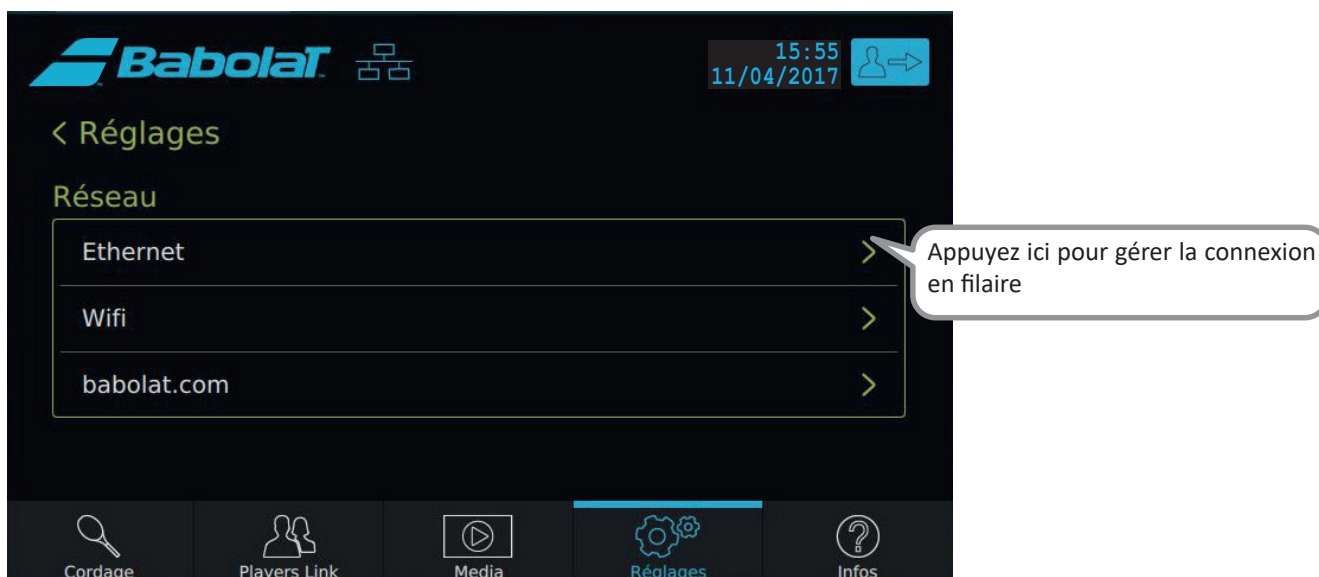 BabolaT
15:55
11/04/2017
< Réglages
Réseau
Ethernet
Wifi
babolat.com
Appuyez ici pour gérer la connexion
en filaire
Cordage
Players Link
Media
Réglages
Infos